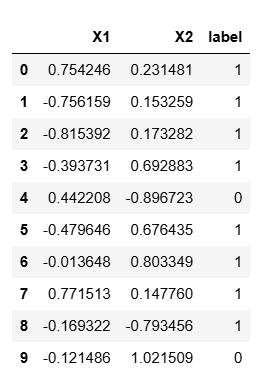 X1 X2 label
0 0.754246 0.231481 1
1 -0.756159 0.153259 1
2 -0.815392 0.173282 1
3 -0.393731 0.692883 1
4 0.442208 -0.896723 0
5 -0.479646 0.676435 1
6 -0.013648 0.803349 1
7 0.771513 0.147760 1
8 -0.169322 -0.793456 1
9 -0.121486 1.021509 0